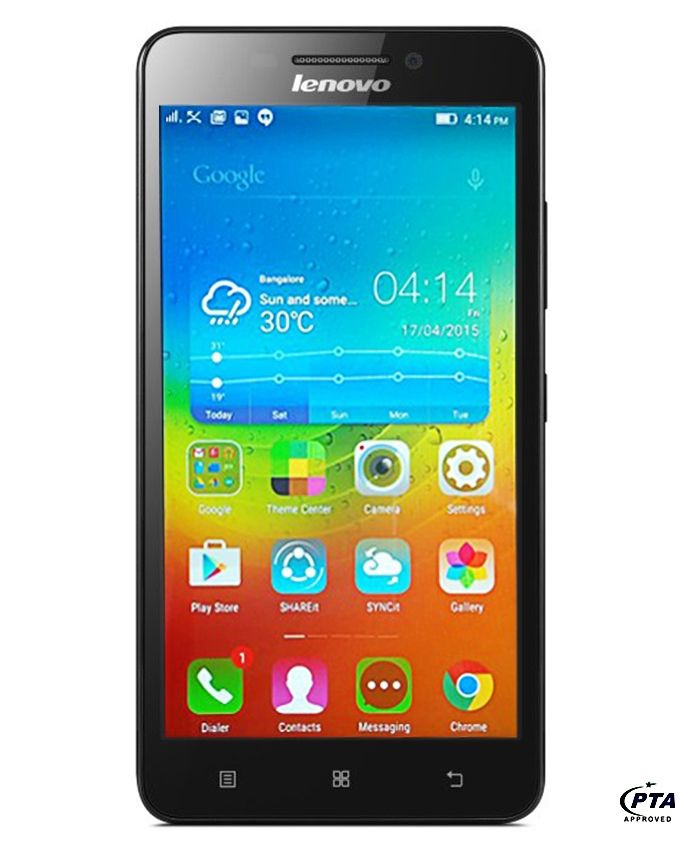 lenovo
4:14 PM
Google
Bangalore
Sun and some...
30°C
04:14
Fri
17/04/2015
31°
19°
Today Sat Sun Mon Tue
Google Theme Center Camera Settings
Play Store SHAREit SYNCit Gallery
1
Dialer Contacts Messaging Chrome
PTA
APPROVED